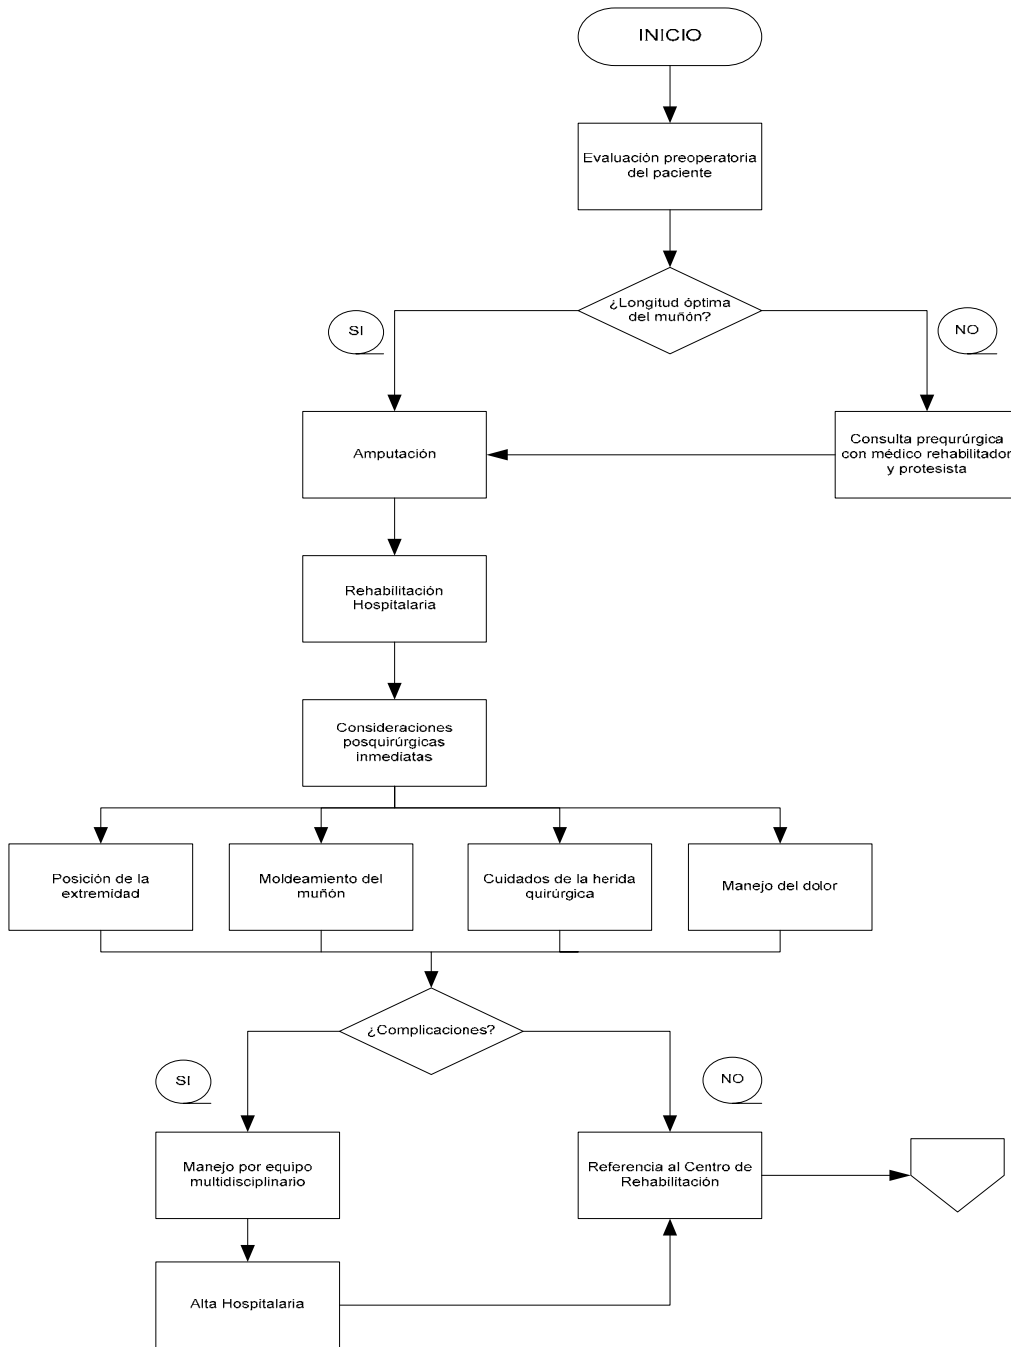 INICIO
Evaluación preoperatoria
del paciente
¿Longitud óptima
del muñón?
SI
NO
Amputación
Consulta prequrúrgica
con médico rehabilitador
y protesista
Rehabilitación
Hospitalaria
Consideraciones
posquirúrgicas
inmediatas
Posición de la
extremidad
Moldeamiento del
muñón
Cuidados de la herida
quirúrgica
Manejo del dolor
¿Complicaciones?
SI
NO
Manejo por equipo
multidisciplinario
Referencia al Centro de
Rehabilitación
Alta Hospitalaria